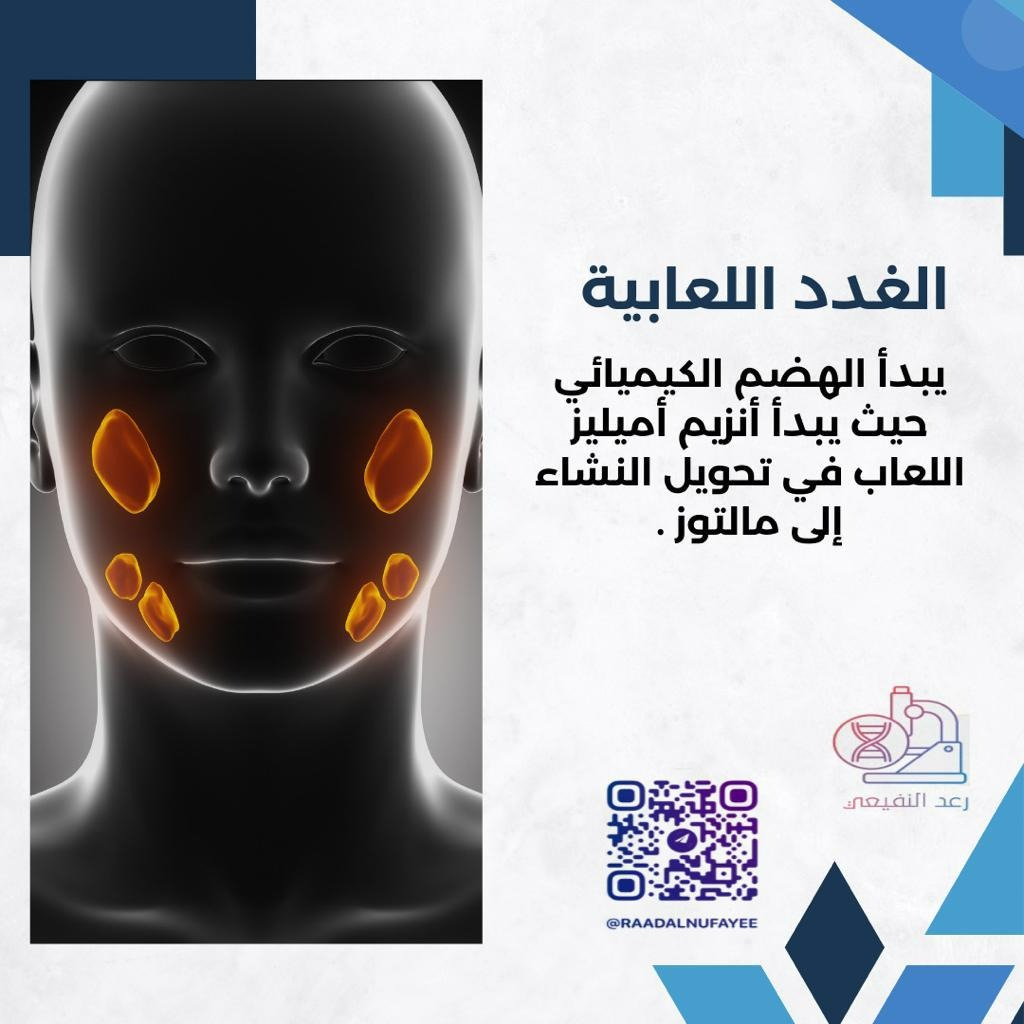 الغدد اللعابية
يبدأ الهضم الكيميائي
حيث يبدأ أنزيم أميليز
اللعاب في تحويل النشاء
إلى مالتوز .
رعد النفيعي
@RAADALNUFAYEE